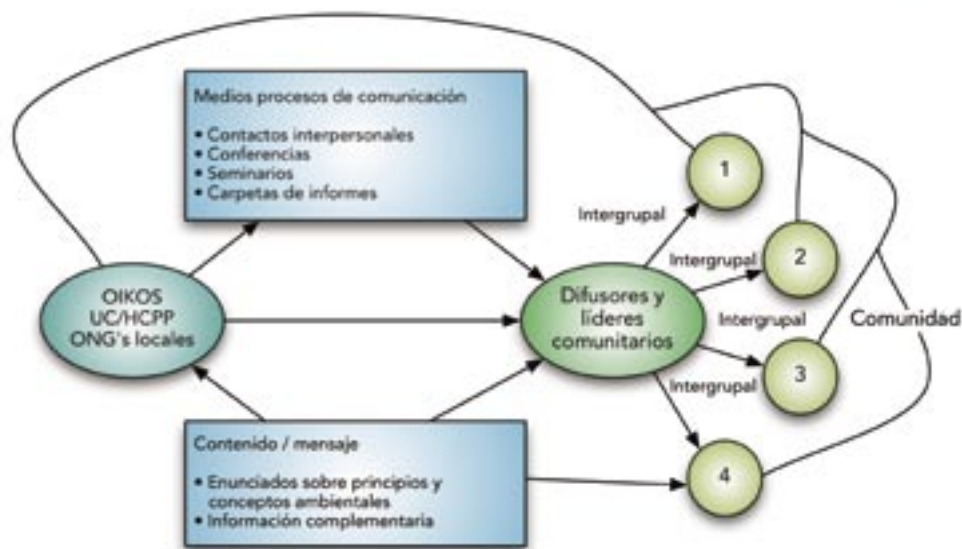 Medios procesos de comunicación
• Contactos interpersonales
• Conferencias
• Seminarios
• Carpetas de informes
OIKOS
UC/HCPP
ONG's locales
Difusores y
líderes
comunitarios
Intergrupal
Intergrupal
Intergrupal
Intergrupal
1
2
3
4
Comunidad
Contenido / mensaje
• Enunciados sobre principios y
conceptos ambientales
• Información complementaria